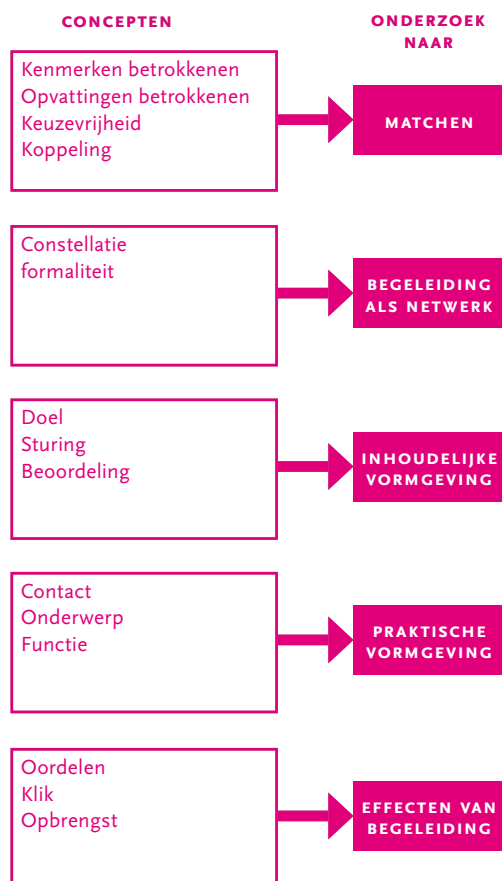 CONCEPTEN
ONDERZOEK
NAAR
Kenmerken betrokkenen
Opvattingen betrokkenen
Keuzevrijheid
Koppeling
MATCHEN
Constellatie
formaliteit
BEGELEIDING
ALS NETWERK
Doel
Sturing
Beoordeling
INHOUDELIJKE
VORMGEVING
Contact
Onderwerp
Functie
PRAKTISCHE
VORMGEVING
Oordelen
Klik
Opbrengst
EFFECTEN VAN
BEGELEIDING